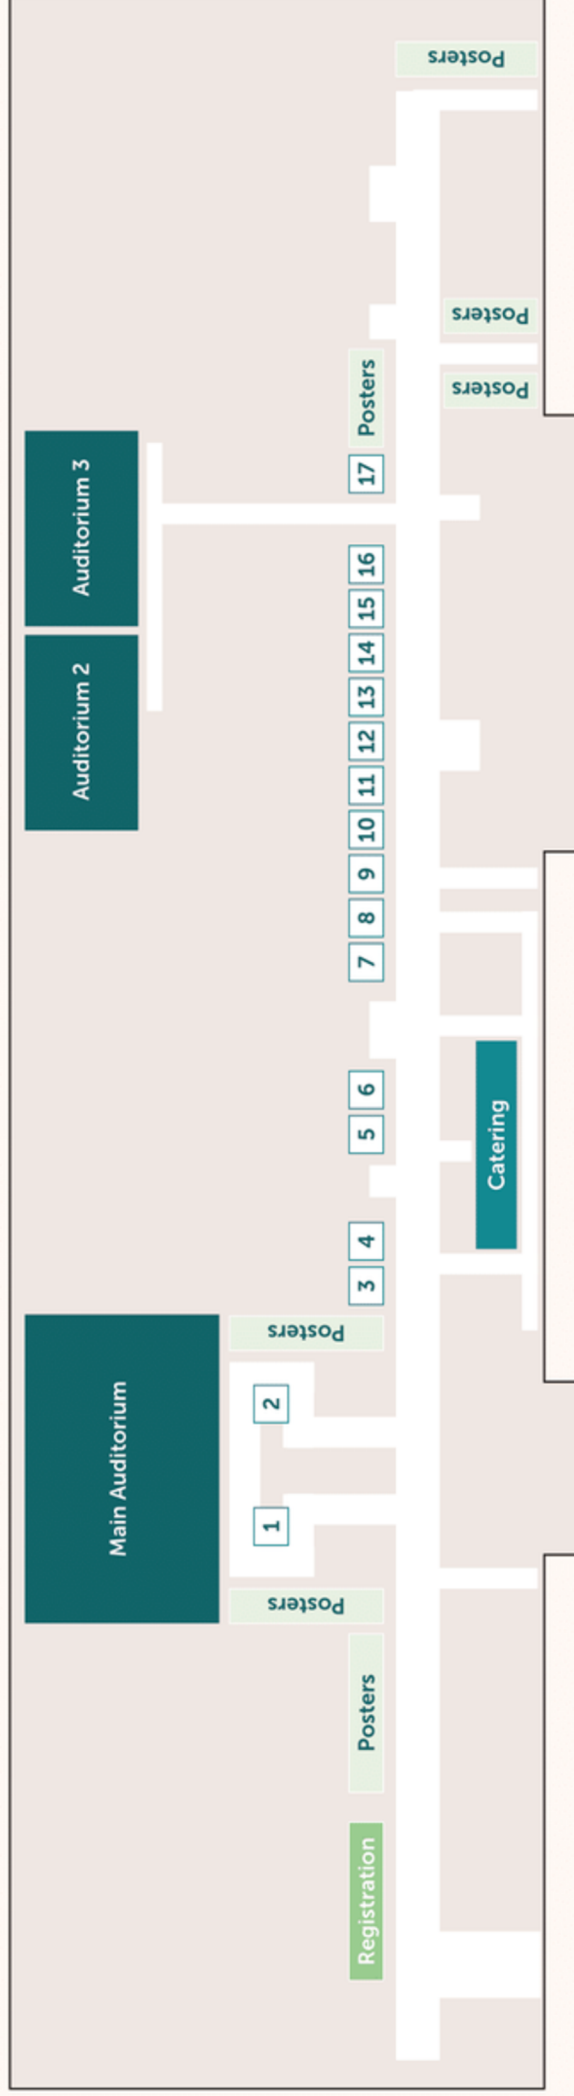 Posters
Posters
Posters
Posters
17
Auditorium 3
16
15
14
13
12
11
10
9
8
7
Auditorium 2
6
5
Catering
4
3
Posters
Main Auditorium
2
1
Posters
Posters
Registration